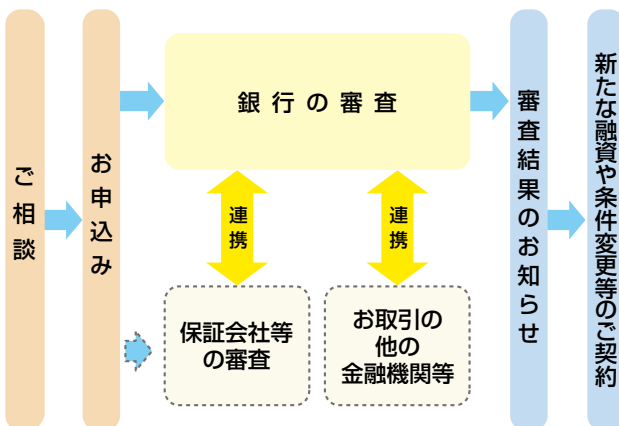 ご相談
お申込み
銀行の審査
連携
連携
保証会社等
の審査
お取引の
他の
金融機関等
審査結果のお知らせ
新たな融資や条件変更等のご契約